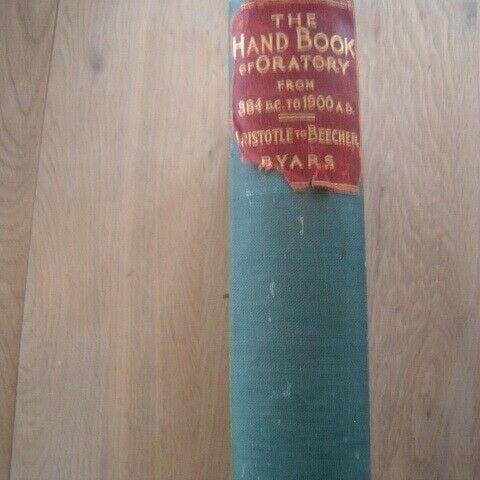 THE
HAND BOOK
OF ORATORY
FROM
384 B.C. TO 1900 A.D.
ARISTOTLE TO BEECHER
BYARS